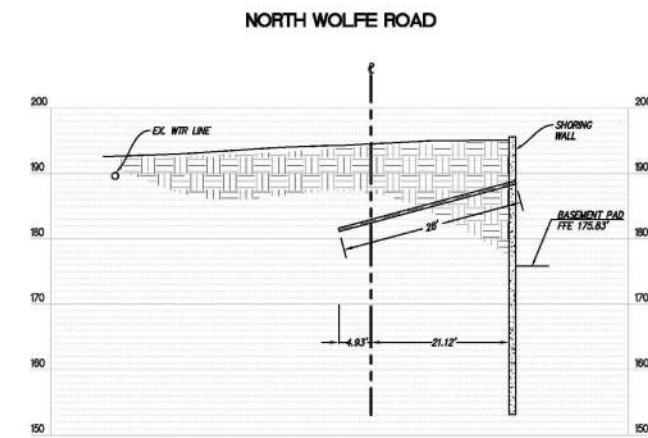 NORTH WOLFE ROAD
℄
200
200
EX. WTR LINE
SHORING
WALL
190
190
28'
BASEMENT PAD
FFE 175.83'
180
180
170
170
4.93'
21.12'
160
160
150
150